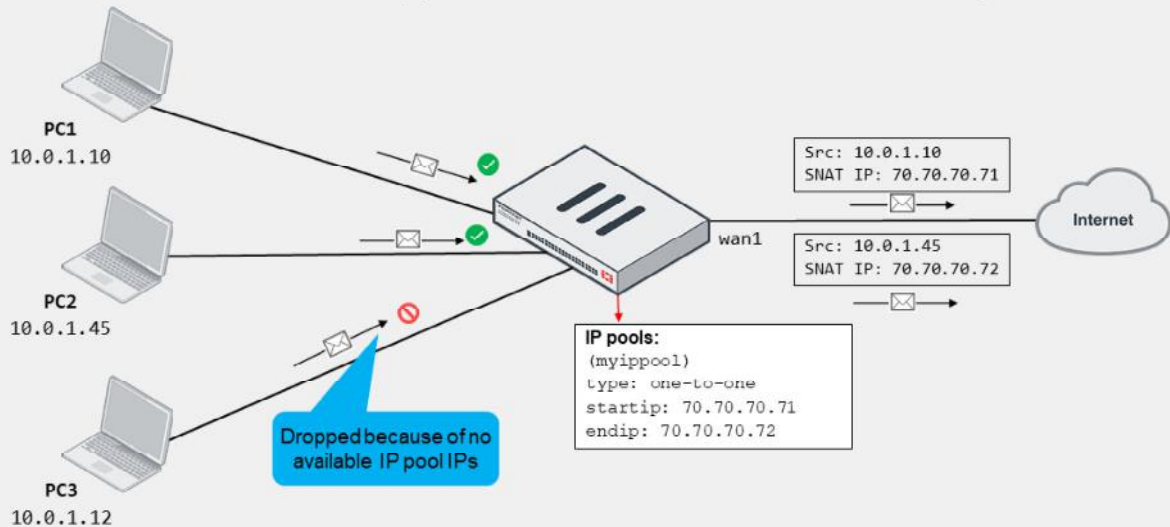 PC1
10.0.1.10
PC2
10.0.1.45
PC3
10.0.1.12
Dropped because of no
available IP pool IPs
wan1
IP pools:
(myippool)
type: one-to-one
startip: 70.70.70.71
endip: 70.70.70.72
Src: 10.0.1.10
SNAT IP: 70.70.70.71
Src: 10.0.1.45
SNAT IP: 70.70.70.72
Internet